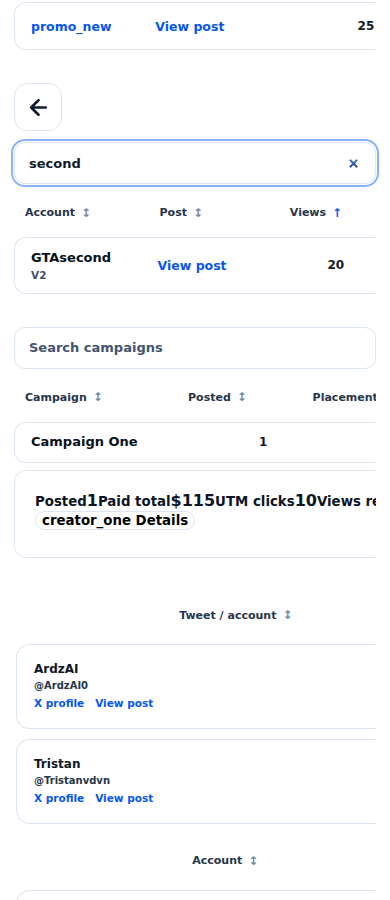 promo_new View post 25
second ×
Account ↕ Post ↕ Views ↑
GTAsecond
V2
View post 20
Search campaigns
Campaign ↕ Posted ↕ Placement
Campaign One 1
Posted1Paid total$115UTM clicks10Views re
creator_one Details
Tweet / account ↕
ArdzAI
@ArdzAI0
X profile View post
Tristan
@Tristanvdvn
X profile View post
Account ↕